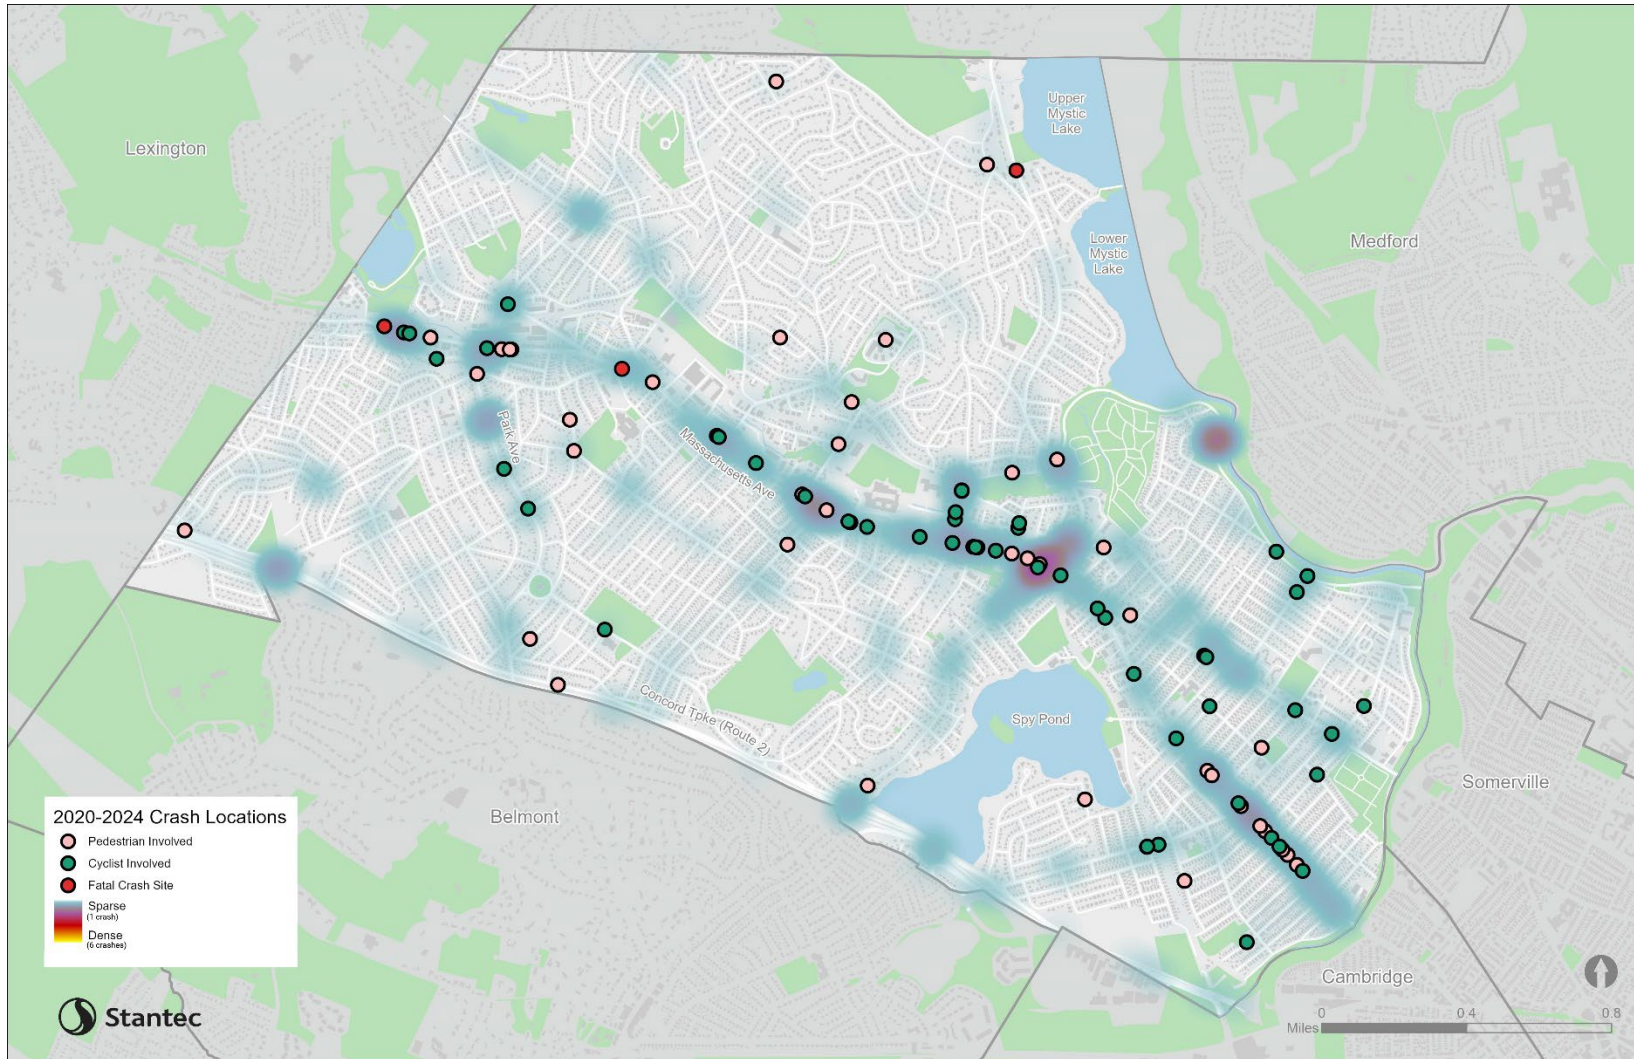 Lexington
Upper
Mystic
Lake
Medford
Lower
Mystic
Lake
Park Ave
Massachusetts Ave
Concord Tpke (Route 2)
Spy Pond
Somerville
Belmont
Cambridge
2020-2024 Crash Locations
Pedestrian Involved
Cyclist Involved
Fatal Crash Site
Sparse
(1 crash)
Dense
(6 crashes)
Stantec
0 0.4 0.8
Miles